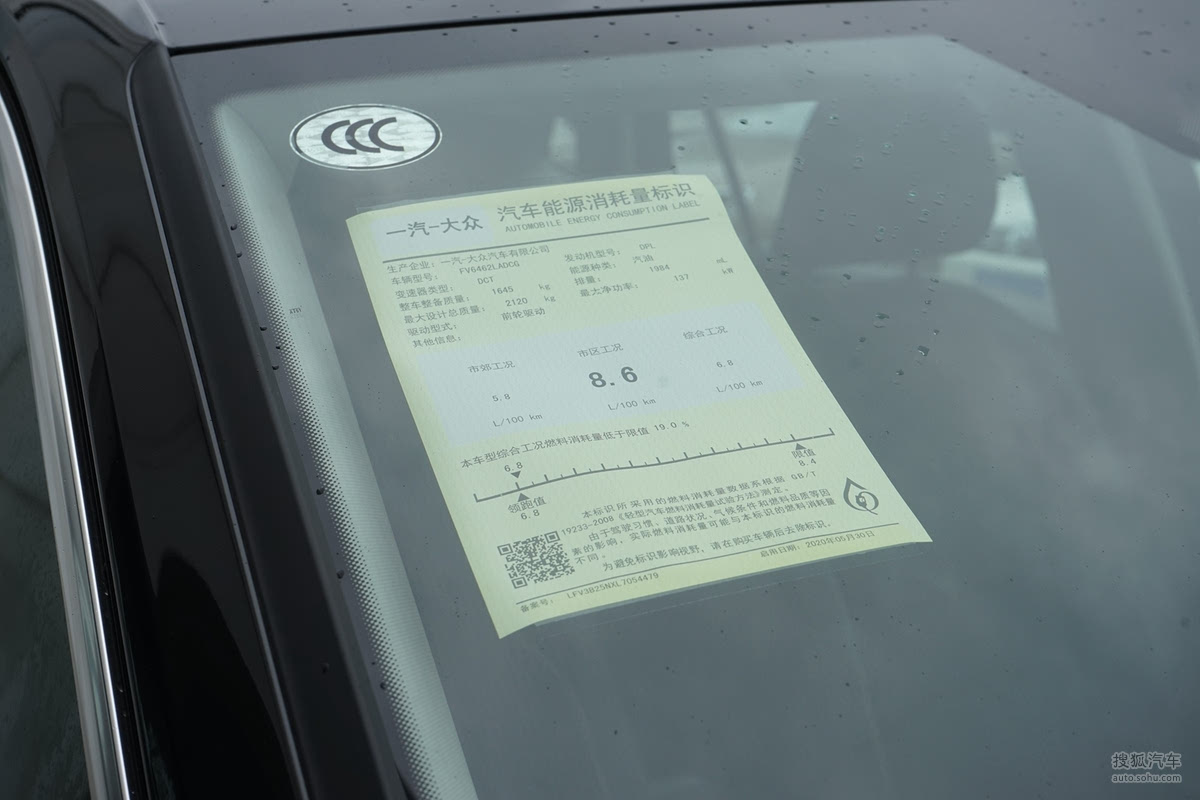 CCC
一汽-大众 汽车能源消耗量标识
AUTOMOBILE ENERGY CONSUMPTION LABEL
生产企业: 一汽-大众汽车有限公司
车辆型号: FV6462LADCG
发动机型号: DPL
变速器类型: DCT
能源种类: 汽油
整车整备质量: 1645 kg
排量: 1984 mL
最大设计总质量: 2120 kg
最大净功率: 137 kW
驱动型式: 前轮驱动
其他信息:
市郊工况 市区工况 综合工况
5.8 8.6 6.8
L/100 km L/100 km L/100 km
本车型综合工况燃料消耗量低于限值 19.0 %
6.8
领跑值 限值
6.8 8.4
本标识所采用的燃料消耗量数据系根据 GB/T
19233-2008《轻型汽车燃料消耗量试验方法》测定。
由于驾驶习惯、道路状况、气候条件和燃料品质等因
素的影响, 实际燃料消耗量可能与本标识的燃料消耗量
不同。
为避免标识影响视野, 请在购买车辆后去除标识.
备案号: LFV3B25NXL7054479
启用日期: 2020年05月30日
搜狐汽车
auto.sohu.com